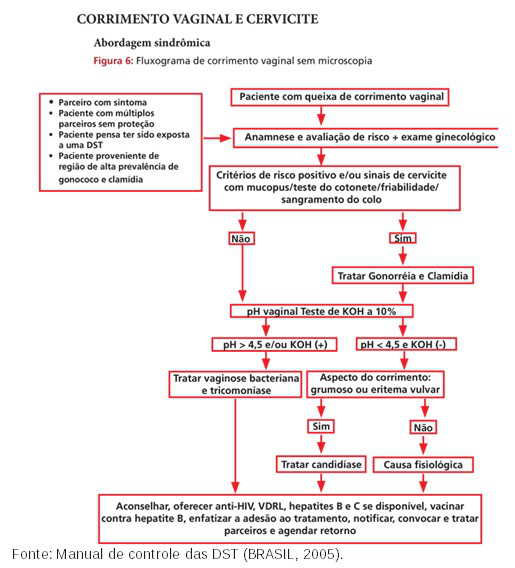 CORRIMENTO VAGINAL E CERVICITE
Abordagem sindrômica
Figura 6: Fluxograma de corrimento vaginal sem microscopia
Paciente com queixa de corrimento vaginal
• Parceiro com sintoma
• Paciente com múltiplos
parceiros sem proteção
• Paciente pensa ter sido exposta
a uma DST
• Paciente proveniente de
região de alta prevalência de
gonococo e clamídia
Anamnese e avaliação de risco + exame ginecológico
Critérios de risco positivo e/ou sinais de cervicite
com mucopus/teste do cotonete/friabilidade/
sangramento do colo
Não
Sim
Tratar Gonorréia e Clamídia
pH vaginal Teste de KOH a 10%
pH > 4,5 e/ou KOH (+)
pH < 4,5 e KOH (-)
Tratar vaginose bacteriana
e tricomoníase
Aspecto do corrimento:
grumoso ou eritema vulvar
Sim
Não
Tratar candidíase
Causa fisiológica
Aconselhar, oferecer anti-HIV, VDRL, hepatites B e C se disponível, vacinar
contra hepatite B, enfatizar a adesão ao tratamento, notificar, convocar e tratar
parceiros e agendar retorno
Fonte: Manual de controle das DST (BRASIL, 2005).